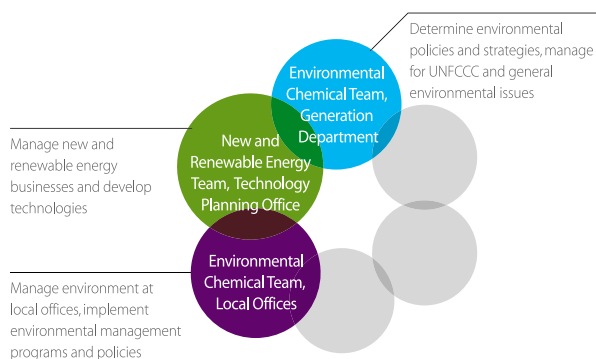 Determine environmental
policies and strategies, manage
for UNFCCC and general
environmental issues
Environmental
Chemical Team,
Generation
Department
New and
Renewable Energy
Team, Technology
Planning Office
Manage new and
renewable energy
businesses and develop
technologies
Environmental
Chemical Team,
Local Offices
Manage environment at
local offices, implement
environmental management
programs and policies